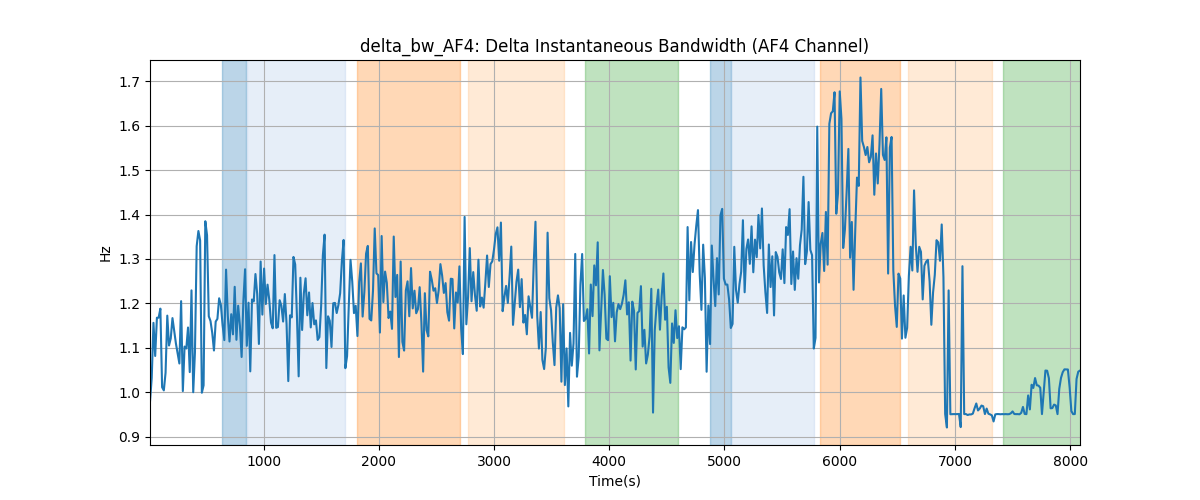 delta_bw_AF4: Delta Instantaneous Bandwidth (AF4 Channel)
1.7
1.6
1.5
1.4
1.3
1.2
1.1
1.0
0.9
Hz
1000 2000 3000 4000 5000 6000 7000 8000
Time(s)